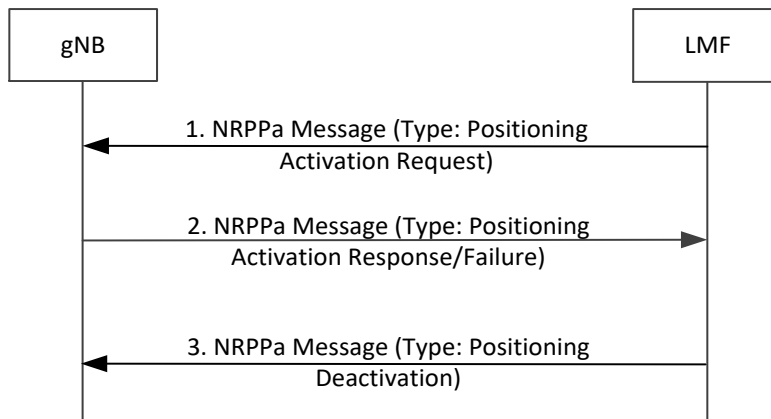 gNB
LMF
1. NRPPa Message (Type: Positioning
Activation Request)
2. NRPPa Message (Type: Positioning
Activation Response/Failure)
3. NRPPa Message (Type: Positioning
Deactivation)